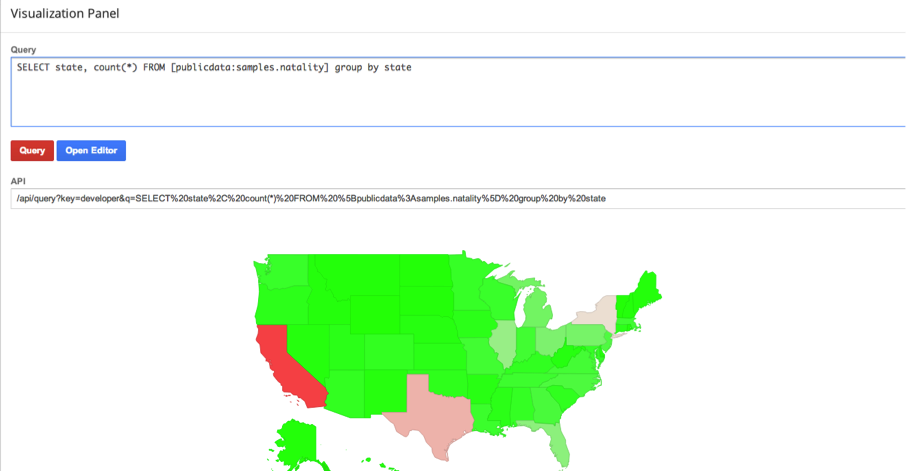 Visualization Panel
Query
SELECT state, count(*) FROM [publicdata:samples.natality] group by state
Query Open Editor
API
/api/query?key=developer&q=SELECT%20state%2C%20count(*)%20FROM%20%5Bpublicdata%3Asamples.natality%5D%20group%20by%20state